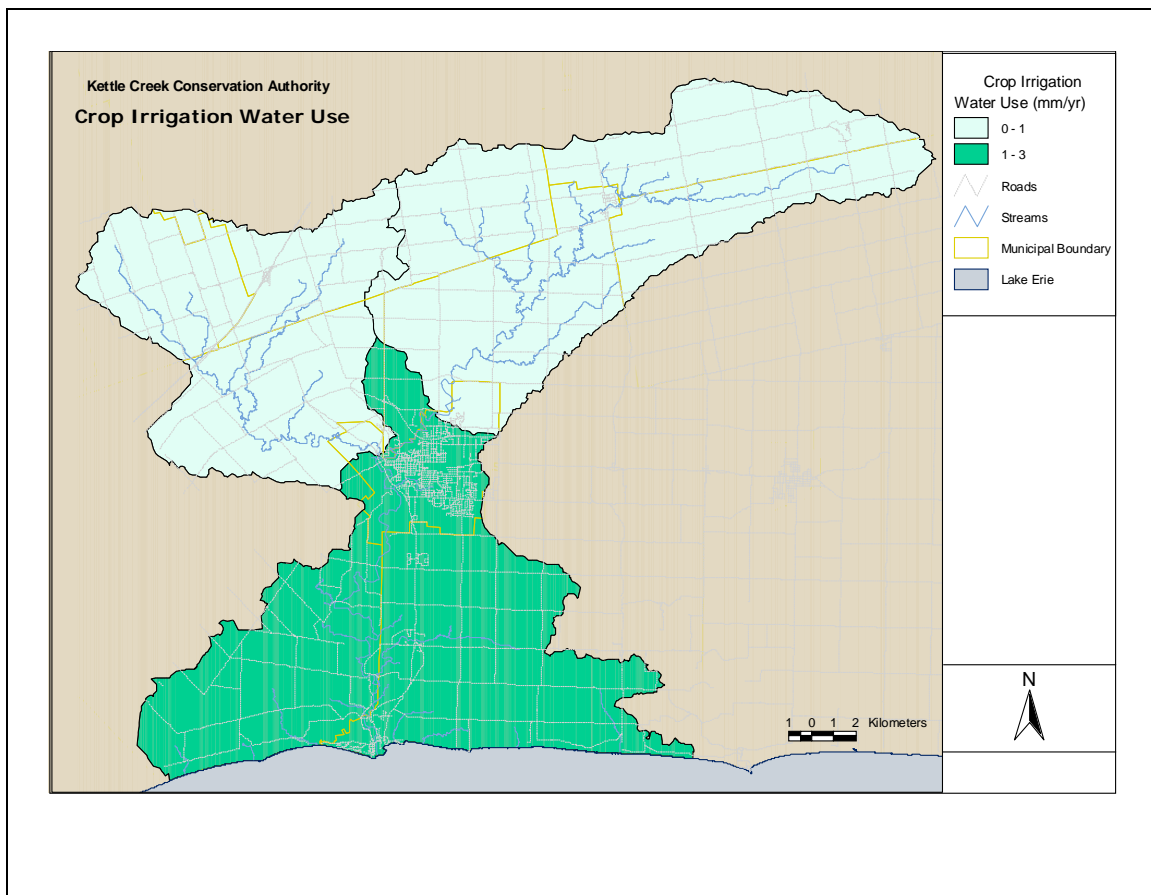 Kettle Creek Conservation Authority
Crop Irrigation Water Use
Crop Irrigation
Water Use (mm/yr)
0 - 1
1 - 3
Roads
Streams
Municipal Boundary
Lake Erie
N
1 0 1 2 Kilometers